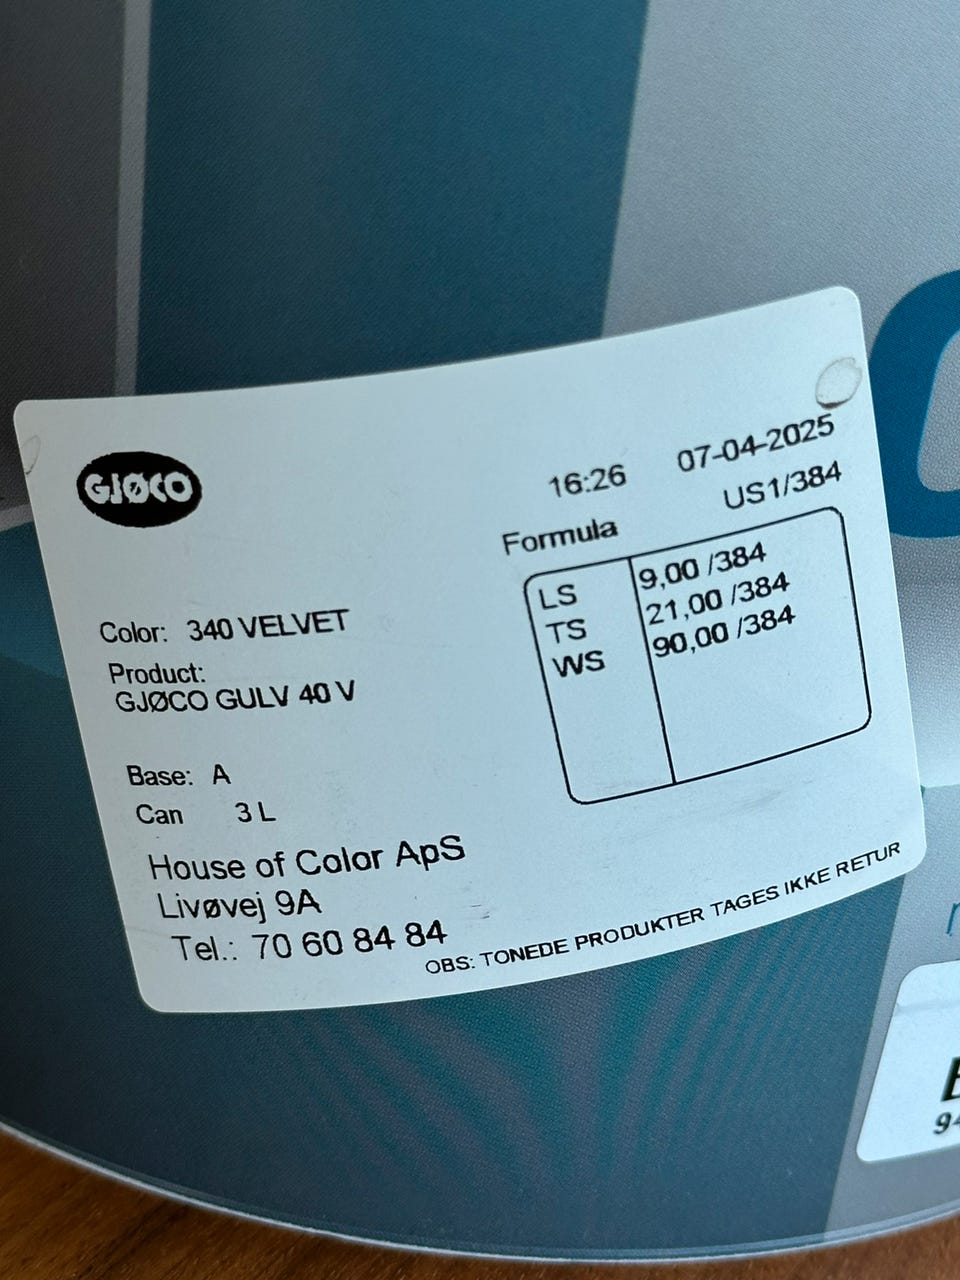 GJØCO
16:26 07-04-2025
Formula US1/384
LS 9,00 /384
TS 21,00 /384
WS 90,00 /384
Color: 340 VELVET
Product:
GJØCO GULV 40 V
Base: A
Can 3 L
House of Color ApS
Livøvej 9A
Tel.: 70 60 84 84
OBS: TONEDE PRODUKTER TAGES IKKE RETUR